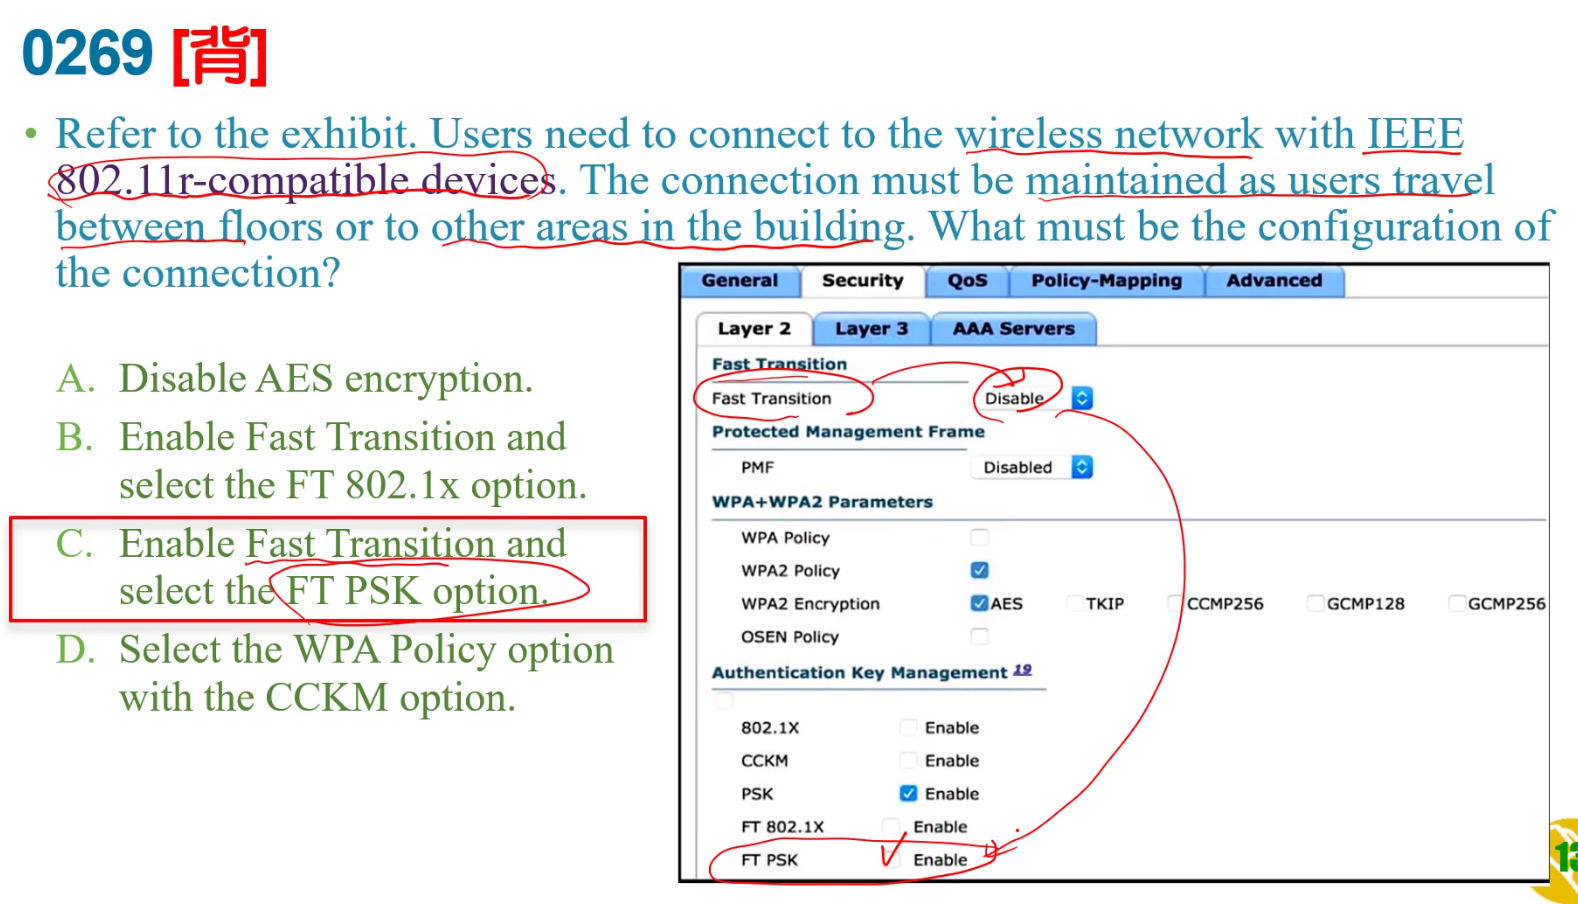 0269 [背]
• Refer to the exhibit. Users need to connect to the wireless network with IEEE
802.11r-compatible devices. The connection must be maintained as users travel
between floors or to other areas in the building. What must be the configuration of
the connection?
A. Disable AES encryption.
B. Enable Fast Transition and
select the FT 802.1x option.
C. Enable Fast Transition and
select the FT PSK option.
D. Select the WPA Policy option
with the CCKM option.
General Security QoS Policy-Mapping Advanced
Layer 2 Layer 3 AAA Servers
Fast Transition
Fast Transition Disable
Protected Management Frame
PMF Disabled
WPA+WPA2 Parameters
WPA Policy
WPA2 Policy
WPA2 Encryption AES TKIP CCMP256 GCMP128 GCMP256
OSEN Policy
Authentication Key Management 19
802.1X Enable
CCKM Enable
PSK Enable
FT 802.1X Enable
FT PSK Enable